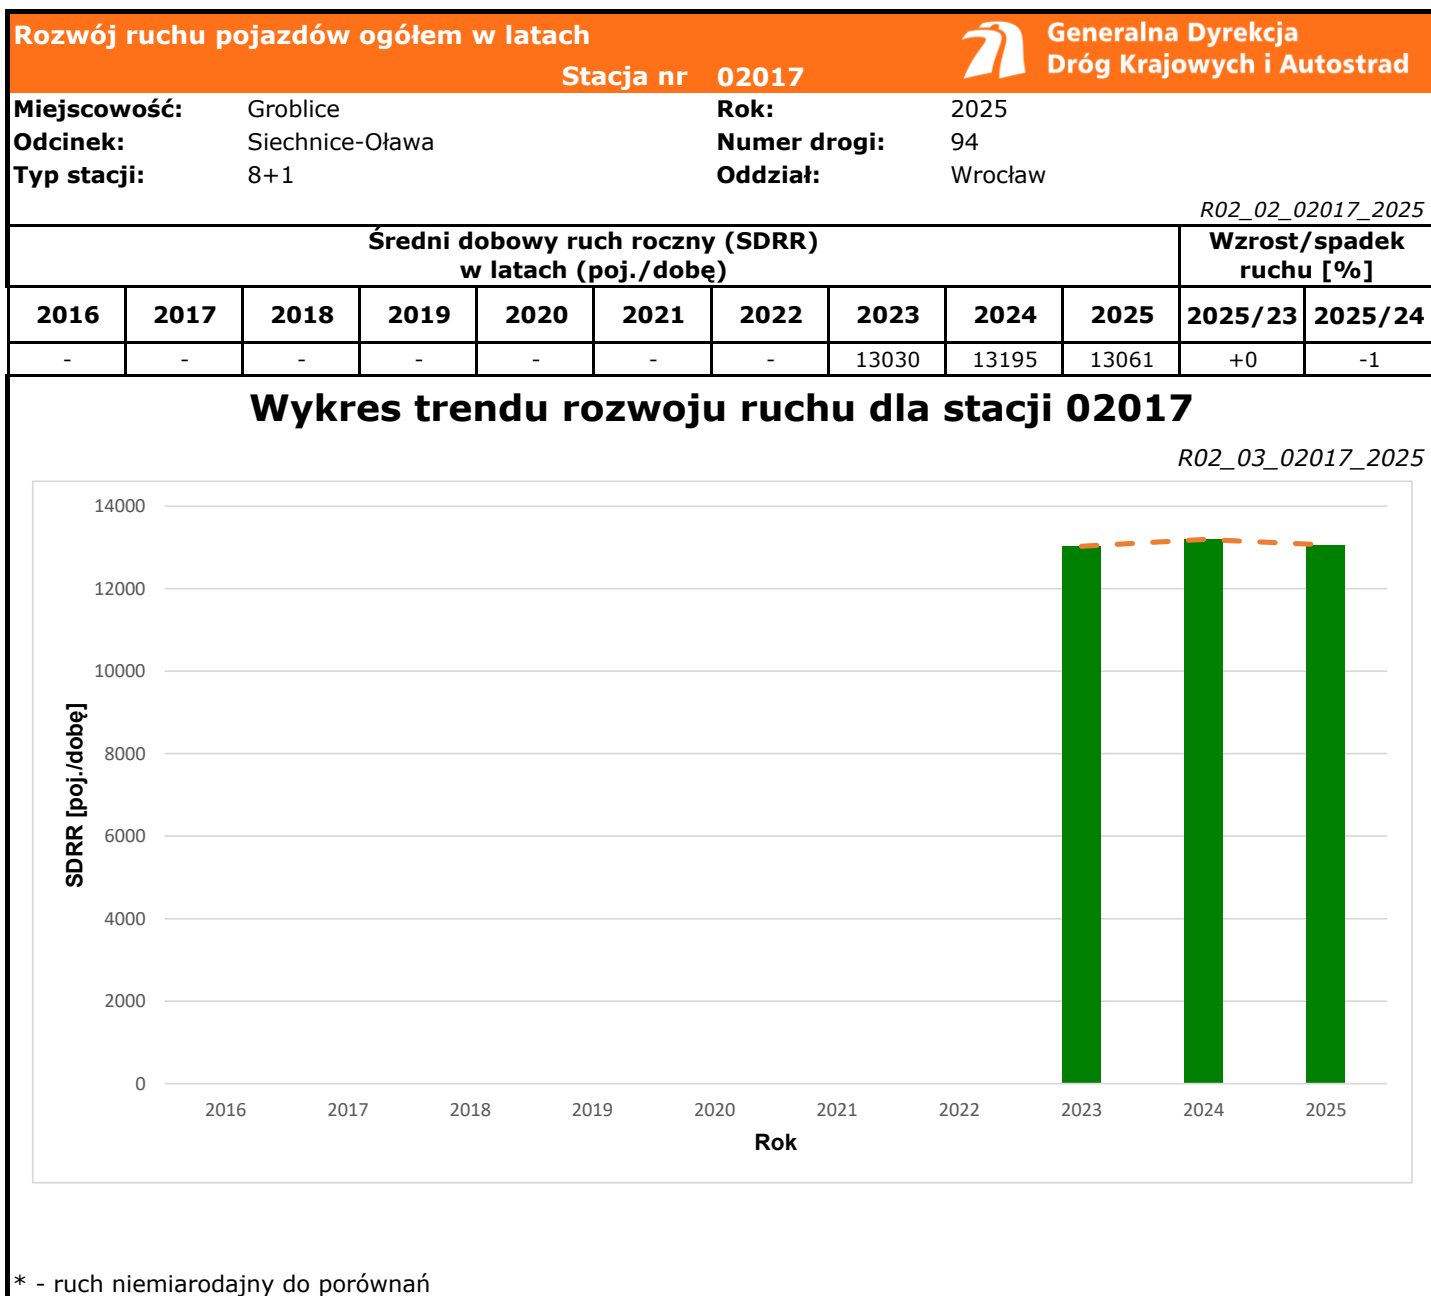 Rozwój ruchu pojazdów ogółem w latach
Generalna Dyrekcja
Dróg Krajowych i Autostrad
Stacja nr 02017
Miejscowość: Groblice Rok: 2025
Odcinek: Siechnice-Oława Numer drogi: 94
Typ stacji: 8+1 Oddział: Wrocław
R02_02_02017_2025
Średni dobowy ruch roczny (SDRR)
w latach (poj./dobę)
Wzrost/spadek
ruchu [%]
2016 2017 2018 2019 2020 2021 2022 2023 2024 2025 2025/23 2025/24
- - - - - - - 13030 13195 13061 +0 -1
Wykres trendu rozwoju ruchu dla stacji 02017
R02_03_02017_2025
SDRR [poj./dobę]
14000
12000
10000
8000
6000
4000
2000
0
2016 2017 2018 2019 2020 2021 2022 2023 2024 2025
Rok
* - ruch niemiarodajny do porównań